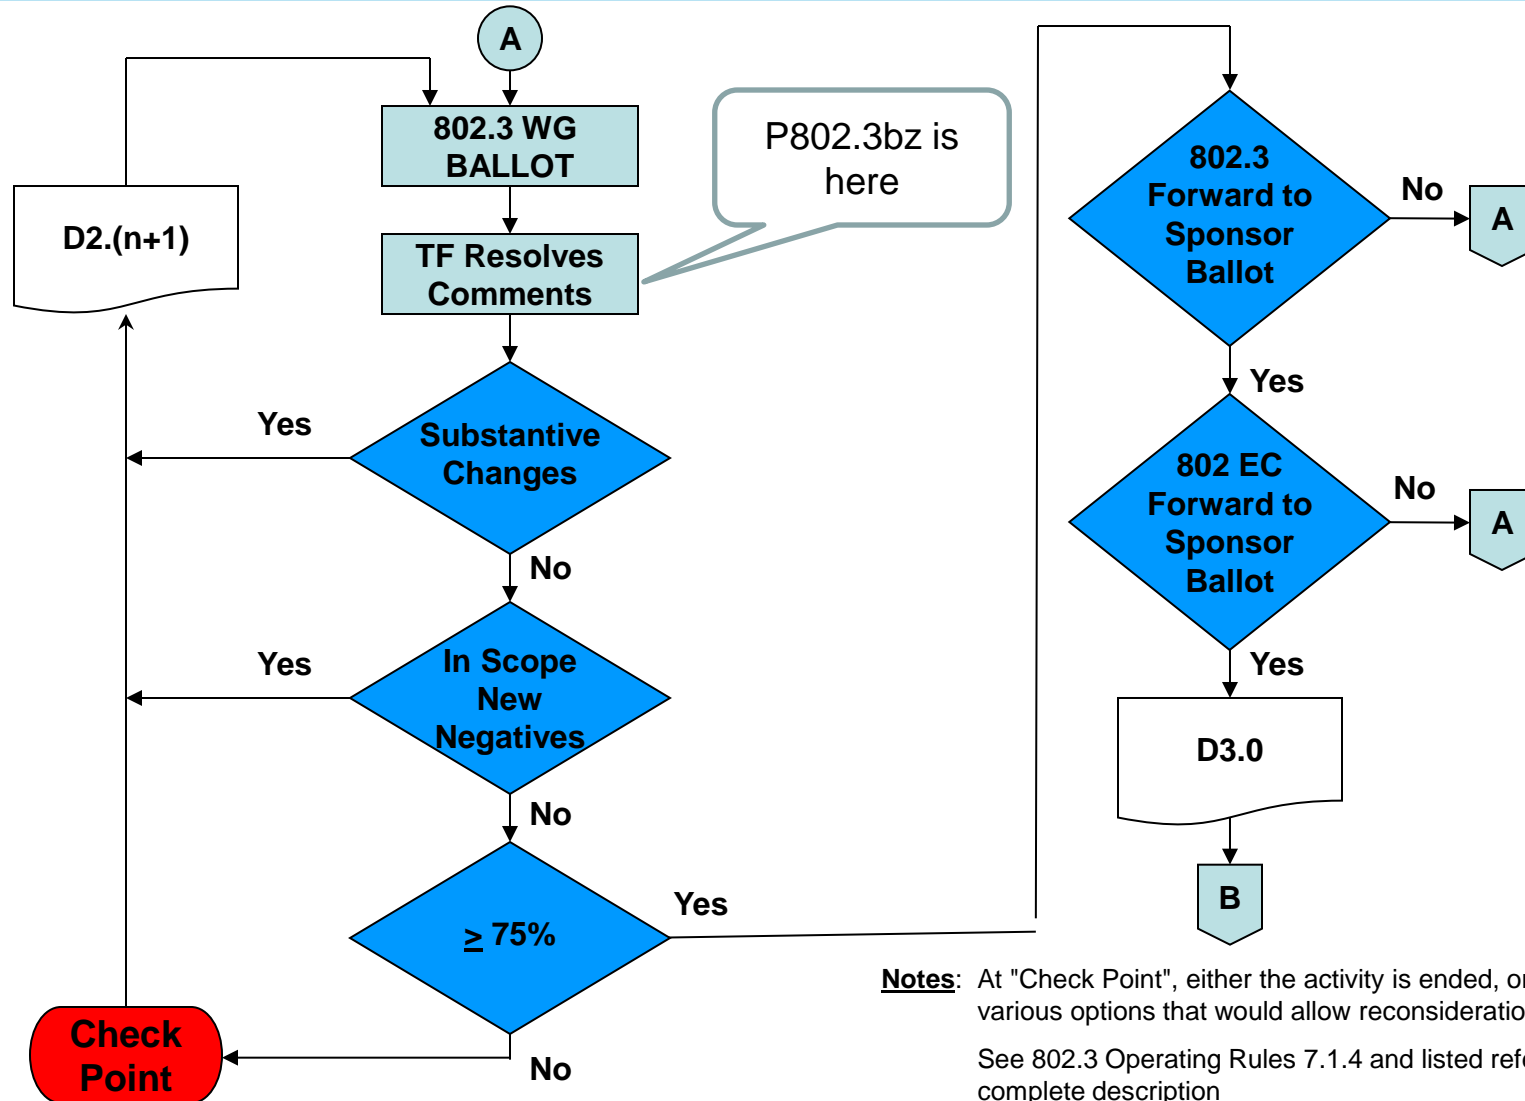 A
802.3 WG
BALLOT
P802.3bz is
here
D2.(n+1)
TF Resolves
Comments
Yes
Substantive
Changes
No
Yes
In Scope
New
Negatives
No
≥ 75%
Yes
No
Check
Point
802.3
Forward to
Sponsor
Ballot
No
A
Yes
802 EC
Forward to
Sponsor
Ballot
No
A
Yes
D3.0
B
Notes: At "Check Point", either the activity is ended, or
various options that would allow
See 802.3 Operating Rules 7.1.4 and listed
complete description